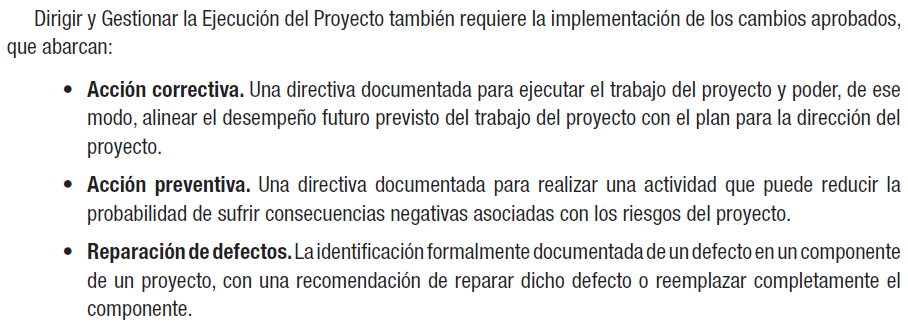 Dirigir y Gestionar la Ejecución del Proyecto también requiere la implementación de los cambios aprobados,
que abarcan:
• Acción correctiva. Una directiva documentada para ejecutar el trabajo del proyecto y poder, de ese
modo, alinear el desempeño futuro previsto del trabajo del proyecto con el plan para la dirección del
proyecto.
• Acción preventiva. Una directiva documentada para realizar una actividad que puede reducir la
probabilidad de sufrir consecuencias negativas asociadas con los riesgos del proyecto.
• Reparación de defectos. La identificación formalmente documentada de un defecto en un componente
de un proyecto, con una recomendación de reparar dicho defecto o reemplazar completamente el
componente.